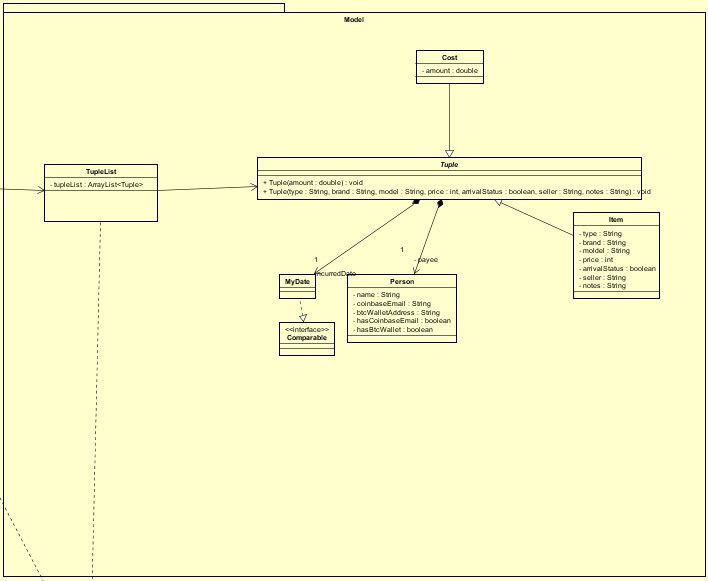 Model
Cost
- amount : double
Tuple
+ Tuple(amount : double) : void
+ Tuple(type : String, brand : String, model : String, price : int, arrivalStatus : boolean, seller : String, notes : String) : void
TupleList
- tupleList : ArrayList<Tuple>
Item
- type : String
- brand : String
- moldel : String
- price : int
- arrivalStatus : boolean
- seller : String
- notes : String
1
- payee
1
incurredDate
MyDate
Person
- name : String
- coinbaseEmail : String
- btcWalletAddress : String
- hasCoinbaseEmail : boolean
- hasBtcWallet : boolean
<<interface>>
Comparable